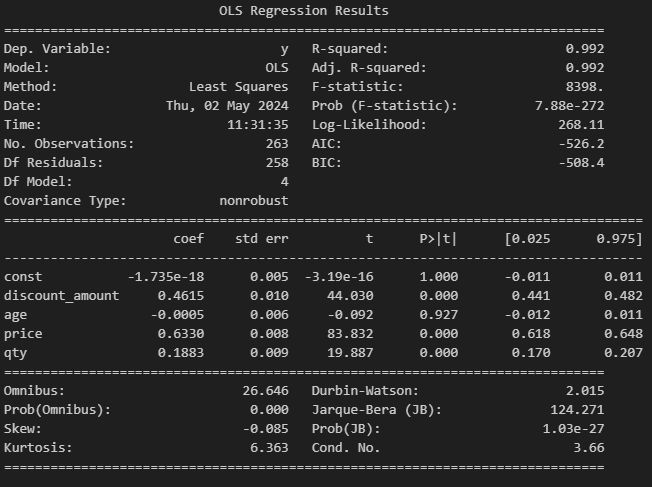 OLS Regression Results
==============================================================================
Dep. Variable:                      y   R-squared:                       0.992
Model:                            OLS   Adj. R-squared:                  0.992
Method:                 Least Squares   F-statistic:                     8398.
Date:                Thu, 02 May 2024   Prob (F-statistic):          7.88e-272
Time:                        11:31:35   Log-Likelihood:                 268.11
No. Observations:                 263   AIC:                            -526.2
Df Residuals:                     258   BIC:                            -508.4
Df Model:                           4
Covariance Type:            nonrobust
===================================================================================
                      coef    std err          t      P>|t|      [0.025      0.975]
-----------------------------------------------------------------------------------
const           -1.735e-18      0.005  -3.19e-16      1.000      -0.011       0.011
discount_amount     0.4615      0.010     44.030      0.000       0.441       0.482
age                -0.0005      0.006     -0.092      0.927      -0.012       0.011
price               0.6330      0.008     83.832      0.000       0.618       0.648
qty                 0.1883      0.009     19.887      0.000       0.170       0.207
==============================================================================
Omnibus:                       26.646   Durbin-Watson:                   2.015
Prob(Omnibus):                  0.000   Jarque-Bera (JB):              124.271
Skew:                          -0.085   Prob(JB):                     1.03e-27
Kurtosis:                       6.363   Cond. No.                         3.66
==============================================================================